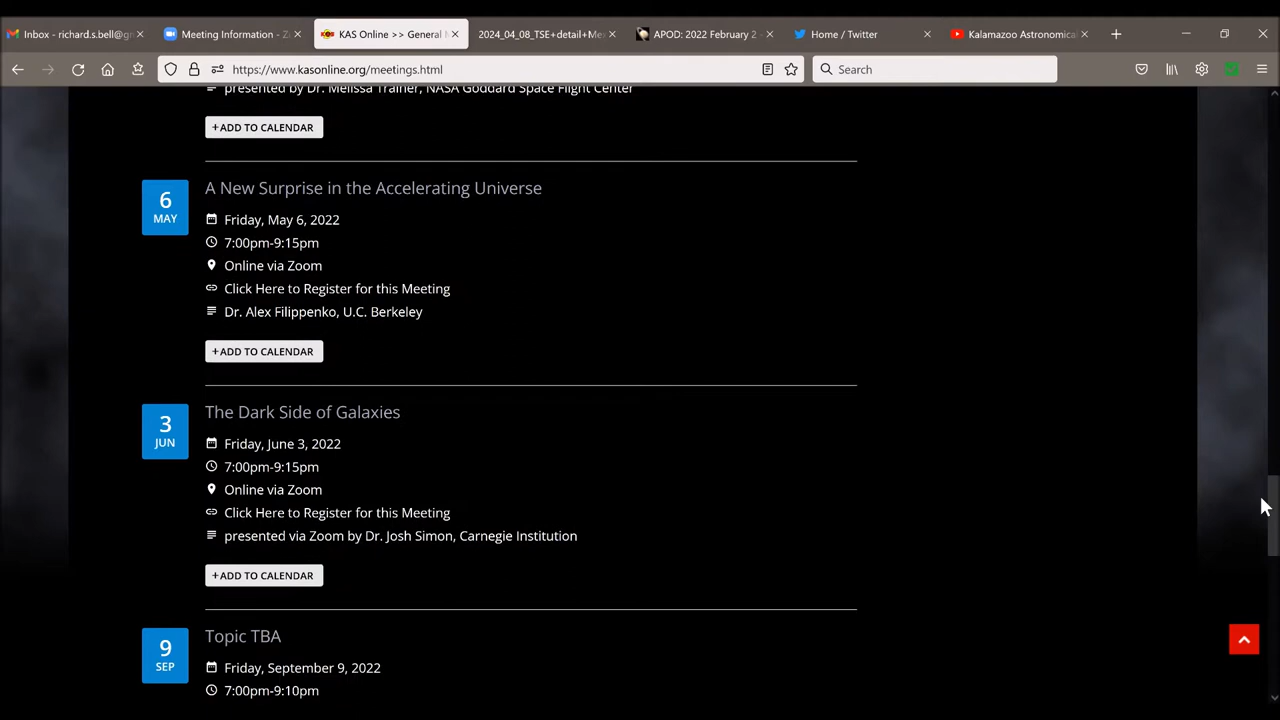 Inbox - richard.s.bell@g
Meeting Information - Z
KAS Online >> General M
2024_04_08_TSE+detail+Mex
APOD: 2022 February 2 -
Home / Twitter
Kalamazoo Astronomical
https://www.kasonline.org/meetings.html
Search
presented by Dr. Melissa Trainer, NASA Goddard Space Flight Center
+ADD TO CALENDAR
6
MAY
A New Surprise in the Accelerating Universe
Friday, May 6, 2022
7:00pm-9:15pm
Online via Zoom
Click Here to Register for this Meeting
Dr. Alex Filippenko, U.C. Berkeley
+ADD TO CALENDAR
3
JUN
The Dark Side of Galaxies
Friday, June 3, 2022
7:00pm-9:15pm
Online via Zoom
Click Here to Register for this Meeting
presented via Zoom by Dr. Josh Simon, Carnegie Institution
+ADD TO CALENDAR
9
SEP
Topic TBA
Friday, September 9, 2022
7:00pm-9:10pm